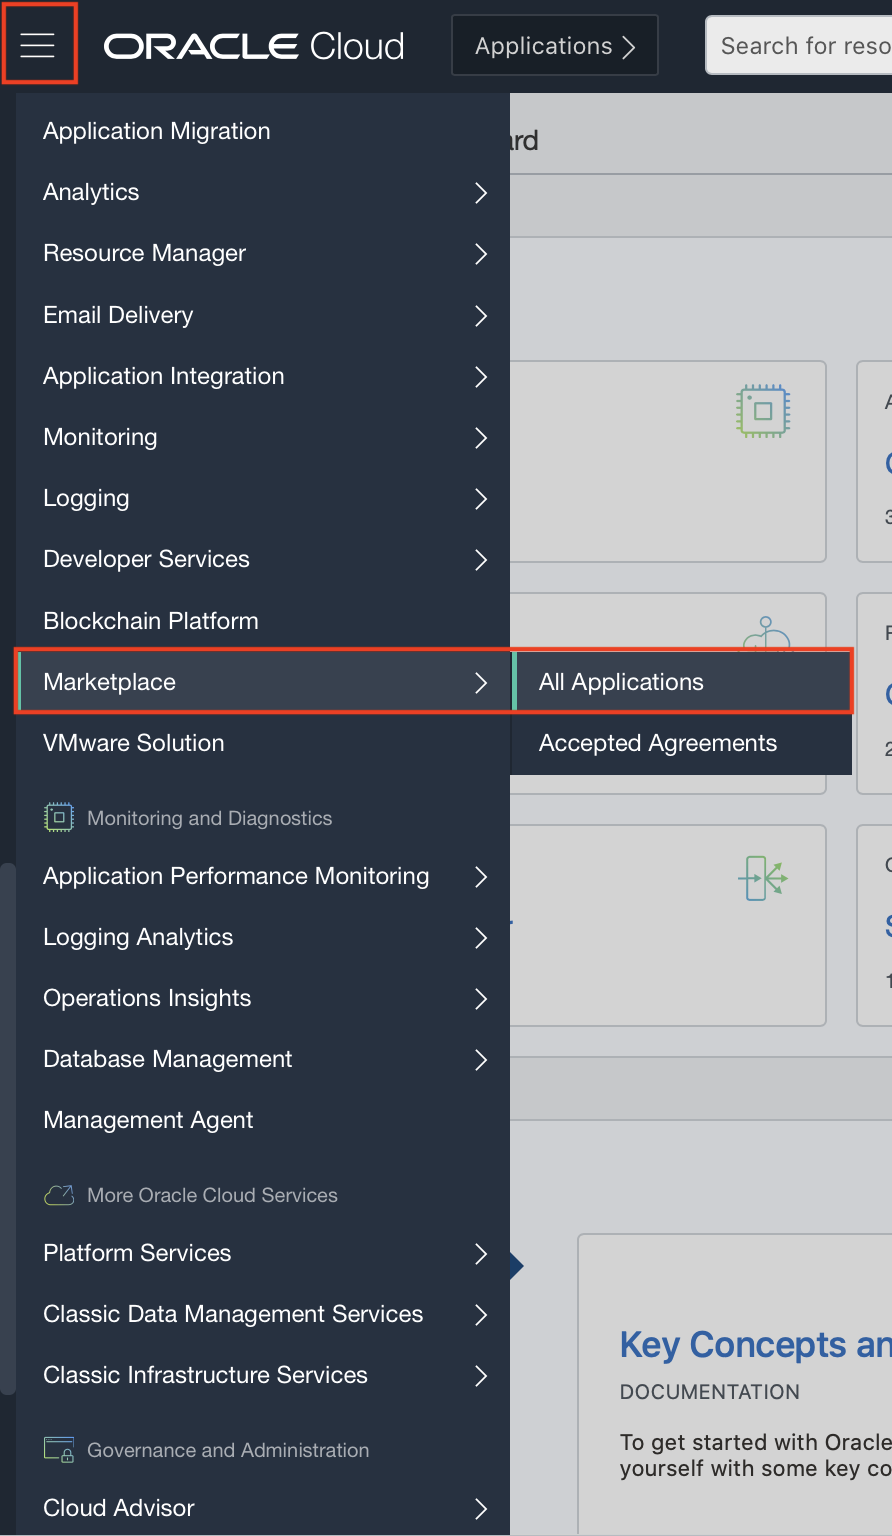 ORACLE Cloud
Applications
Search for reso
Application Migration
ard
Analytics
Resource Manager
Email Delivery
Application Integration
Monitoring
Logging
Developer Services
Blockchain Platform
Marketplace
All Applications
VMware Solution
Accepted Agreements
Monitoring and Diagnostics
Application Performance Monitoring
Logging Analytics
Operations Insights
Database Management
Management Agent
More Oracle Cloud Services
Platform Services
Classic Data Management Services
Classic Infrastructure Services
Governance and Administration
Cloud Advisor
Key Concepts an
DOCUMENTATION
To get started with Oracle
yourself with some key co